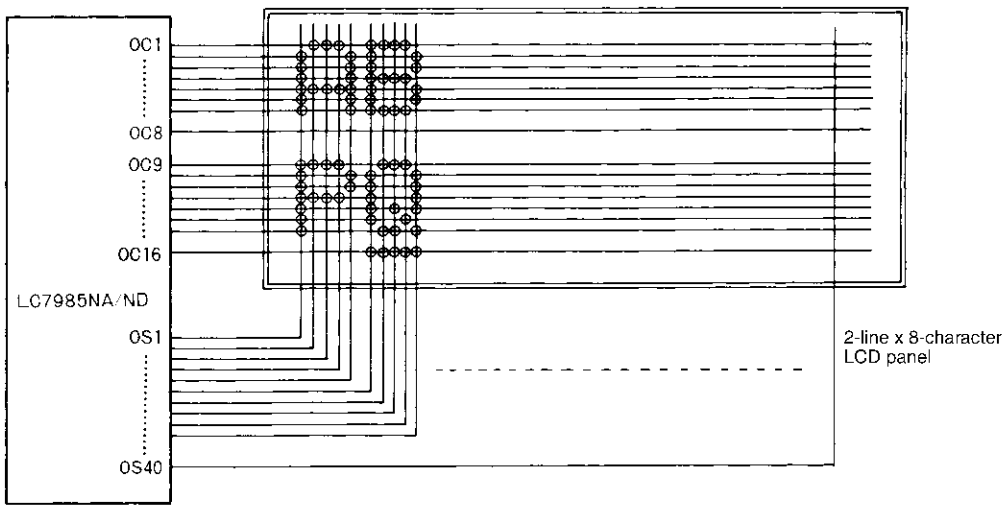 OC1
OC8
OC9
OC16
LC7985NA/ND
OS1
OS40
2-line x 8-character
LCD panel